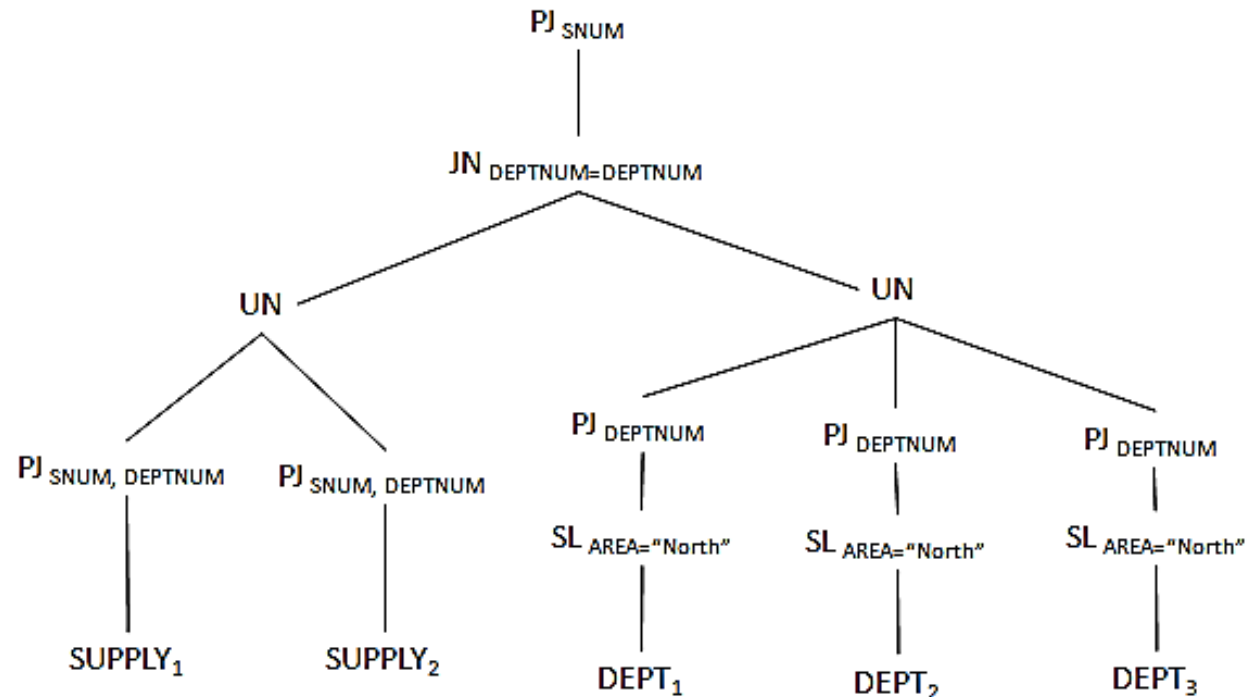 PJ SNUM
JN DEPTNUM=DEPTNUM
UN
UN
PJ SNUM, DEPTNUM
PJ SNUM, DEPTNUM
PJ DEPTNUM
PJ DEPTNUM
PJ DEPTNUM
SL AREA=“North”
SL AREA=“North”
SL AREA=“North”
SUPPLY₁
SUPPLY₂
DEPT₁
DEPT₂
DEPT₃